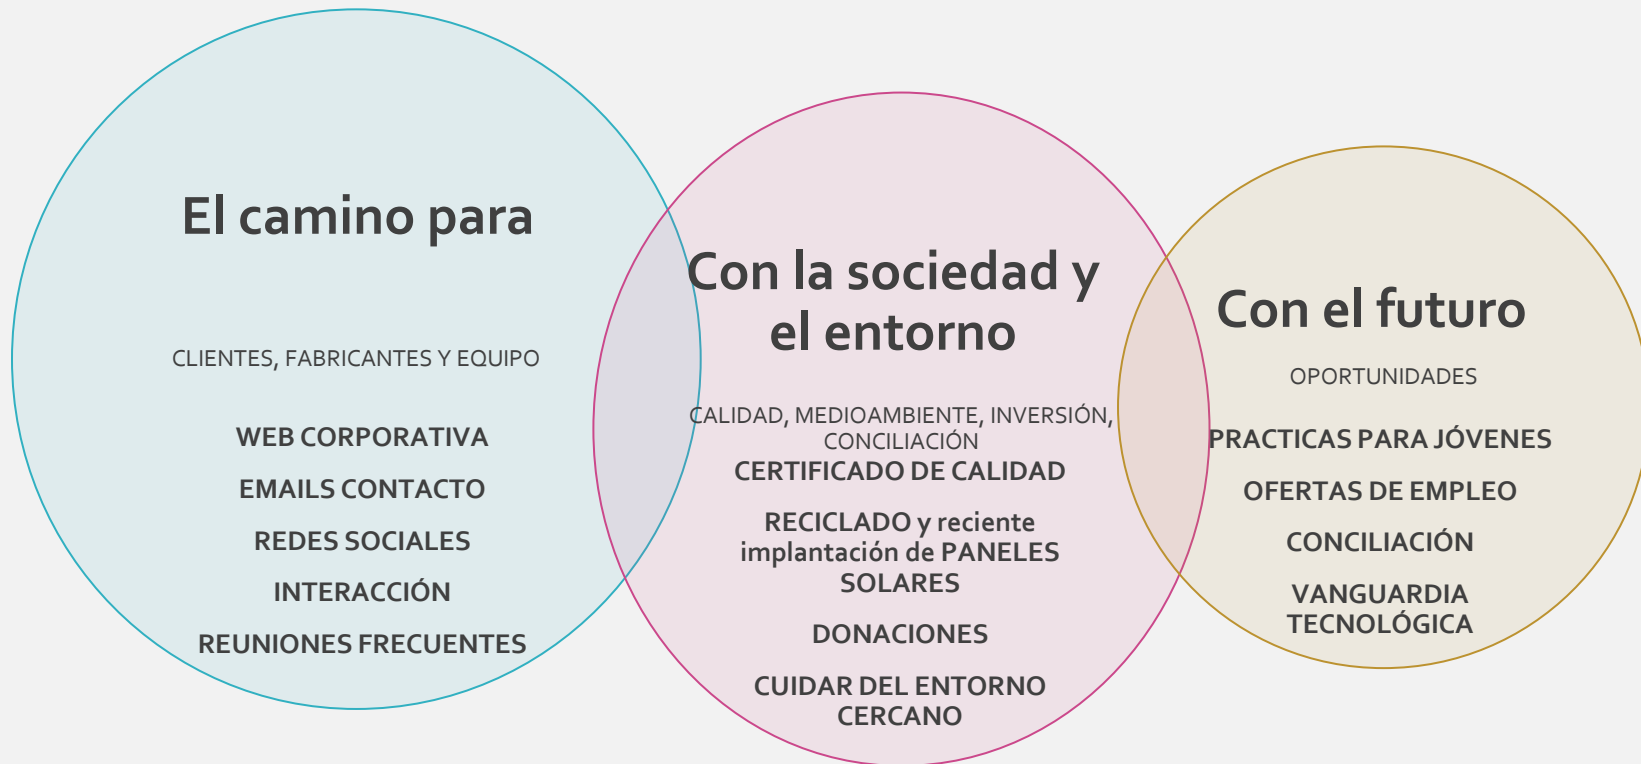 El camino para
CLIENTES, FABRICANTES Y EQUIPO
WEB CORPORATIVA
EMAILS CONTACTO
REDES SOCIALES
INTERACCIÓN
REUNIONES FRECUENTES
Con la sociedad y
el entorno
CALIDAD, MEDIOAMBIENTE, INVERSIÓN,
CONCILIACIÓN
CERTIFICADO DE CALIDAD
RECICLADO y reciente
implantación de PANELES
SOLARES
DONACIONES
CUIDAR DEL ENTORNO
CERCANO
Con el futuro
OPORTUNIDADES
PRACTICAS PARA JÓVENES
OFERTAS DE EMPLEO
CONCILIACIÓN
VANGUARDIA
TECNOLÓGICA